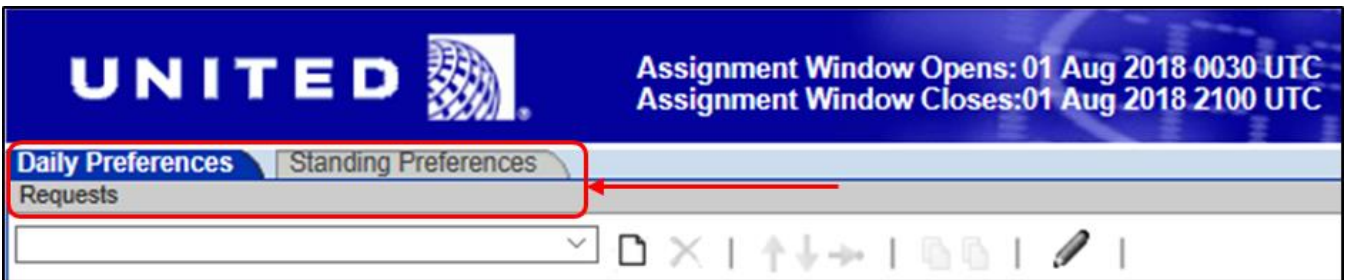 UNITED
Assignment Window Opens: 01 Aug 2018 0030 UTC
Assignment Window Closes:01 Aug 2018 2100 UTC
Daily Preferences Standing Preferences
Requests